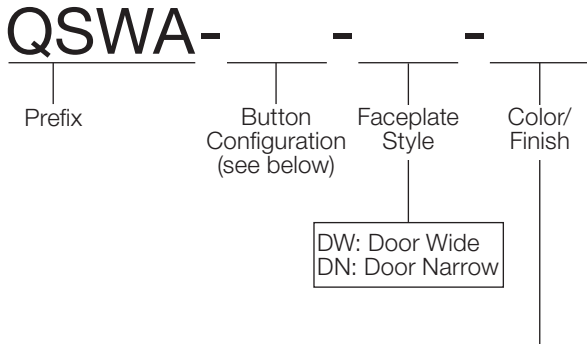 QSWA- - -
Prefix
Button
Configuration
(see below)
Faceplate
Style
Color/
Finish
DW: Door Wide
DN: Door Narrow